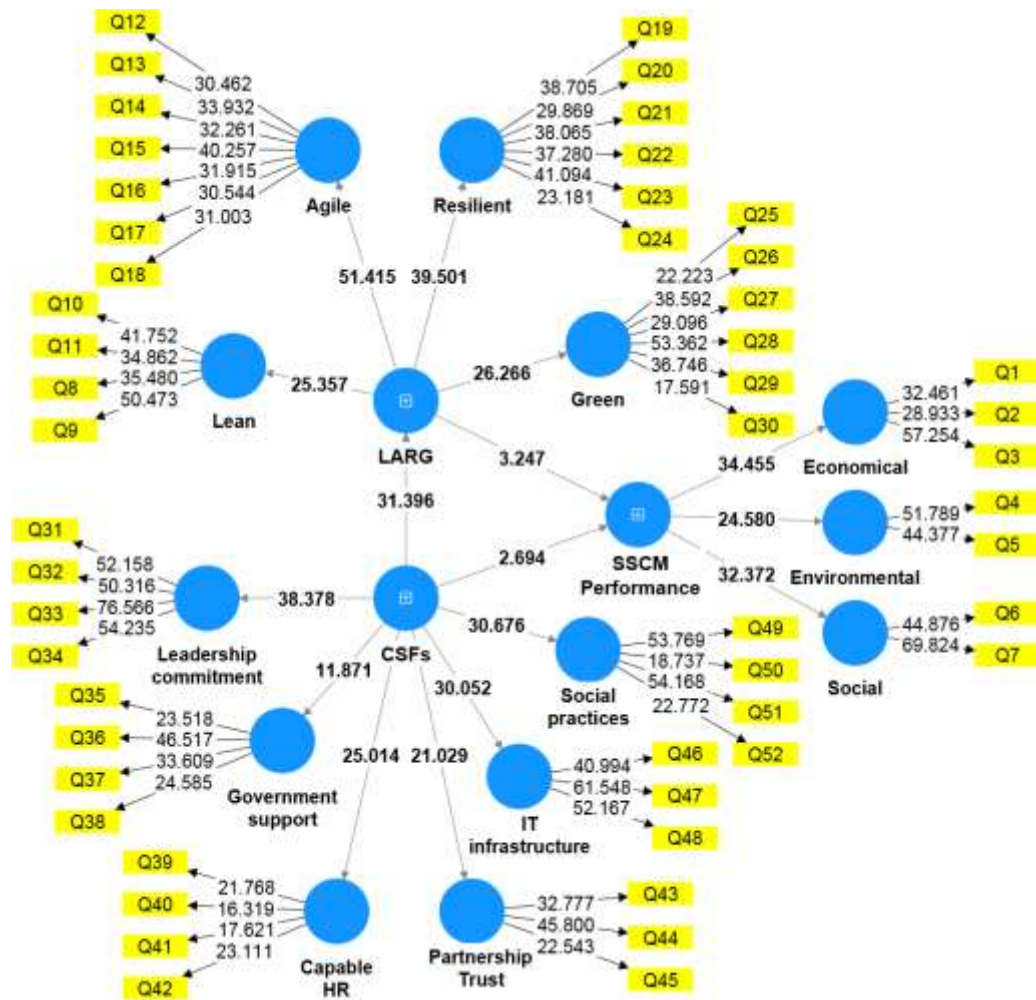 Q12
Q13
Q14
Q15
Q16
Q17
Q18
30.462
33.932
32.261
40.257
31.915
30.544
31.003
Agile
Q19
Q20
Q21
Q22
Q23
Q24
38.705
29.869
38.065
37.280
41.094
23.181
Resilient
51.415
39.501
Q10
Q11
Q8
Q9
41.752
34.862
35.480
50.473
Lean
25.357
LARG
26.266
Q25
Q26
Q27
Q28
Q29
Q30
22.223
38.592
29.096
53.362
36.746
17.591
Green
3.247
31.396
2.694
SSCM
Performance
34.455
24.580
32.372
Q1
Q2
Q3
32.461
28.933
57.254
Economical
Q4
Q5
51.789
44.377
Environmental
Q6
Q7
44.876
69.824
Social
Q31
Q32
Q33
Q34
52.158
50.316
76.566
54.235
Leadership
commitment
38.378
CSFs
30.676
Q49
Q50
Q51
Q52
53.769
18.737
54.168
22.772
Social
practices
11.871
30.052
25.014
21.029
Q35
Q36
Q37
Q38
23.518
46.517
33.609
24.585
Government
support
Q46
Q47
Q48
40.994
61.548
52.167
IT
infrastructure
Q39
Q40
Q41
Q42
21.768
16.319
17.621
23.111
Capable
HR
Q43
Q44
Q45
32.777
45.800
22.543
Partnership
Trust